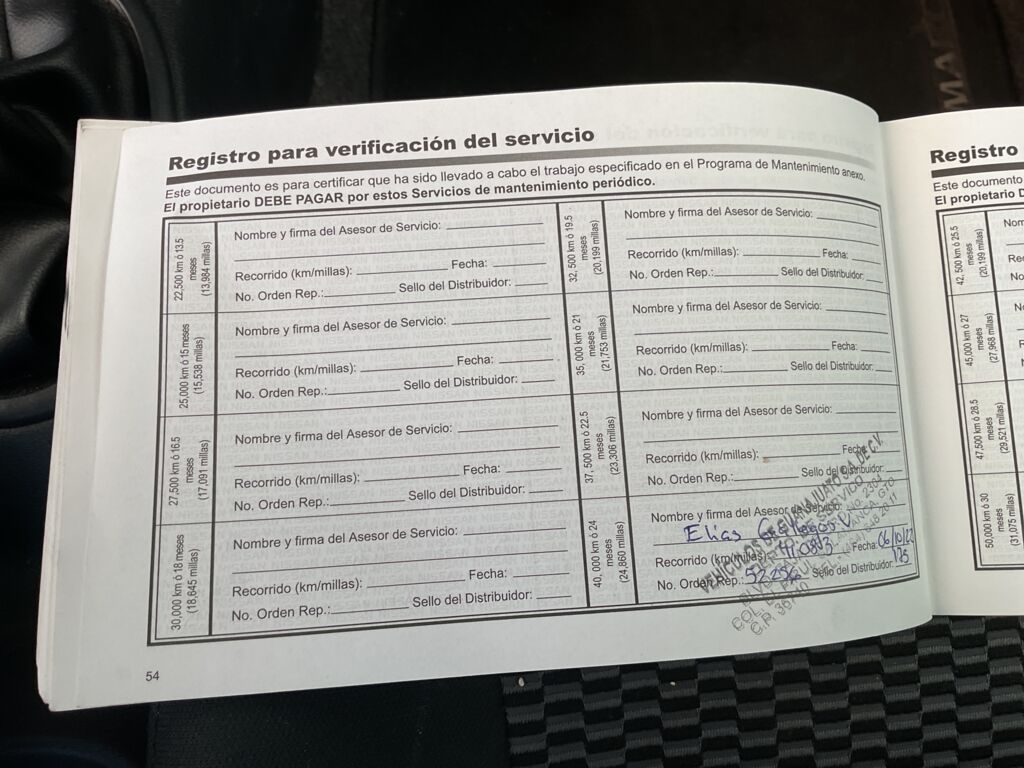 Registro para verificación del servicio
Este documento es para certificar que ha sido llevado a cabo el trabajo especificado en el Programa de Mantenimiento anexo.
El propietario DEBE PAGAR por estos Servicios de mantenimiento periódico.
22,500 km ó 13.5
meses
(13,984 millas)
Nombre y firma del Asesor de Servicio:
Recorrido (km/millas): Fecha:
No. Orden Rep.: Sello del Distribuidor:
25,000 km ó 15 meses
(15,538 millas)
Nombre y firma del Asesor de Servicio:
Recorrido (km/millas): Fecha:
No. Orden Rep.: Sello del Distribuidor:
27,500 km ó 16.5
meses
(17,091 millas)
Nombre y firma del Asesor de Servicio:
Recorrido (km/millas): Fecha:
No. Orden Rep.: Sello del Distribuidor:
30,000 km ó 18 meses
(18,645 millas)
Nombre y firma del Asesor de Servicio:
Recorrido (km/millas): Fecha:
No. Orden Rep.: Sello del Distribuidor:
32, 500 km ó 19.5
meses
(20,199 millas)
Nombre y firma del Asesor de Servicio:
Recorrido (km/millas): Fecha:
No. Orden Rep.: Sello del Distribuidor:
35, 000 km ó 21
meses
(21,753 millas)
Nombre y firma del Asesor de Servicio:
Recorrido (km/millas): Fecha:
No. Orden Rep.: Sello del Distribuidor:
37, 500 km ó 22.5
meses
(23,306 millas)
Nombre y firma del Asesor de Servicio:
Recorrido (km/millas): Fecha:
No. Orden Rep.: Sello del Distribuidor:
40, 000 km ó 24
meses
(24,860 millas)
Nombre y firma del Asesor de Servicio:
Elías
Recorrido (km/millas): Fecha: 06/10/22
No. Orden Rep.: 52256 Sello del Distribuidor:
VEHICULOS DE GUANAJUATO S.A. DE C.V.
54
Registro
Este documento
El propietario D
42, 500 km ó 25.5
meses
(20,199 millas)
45,000 km ó 27
meses
(27,968 millas)
47,500 km ó 28.5
meses
(29,521 millas)
50,000 km ó 30
meses
(31,075 millas)